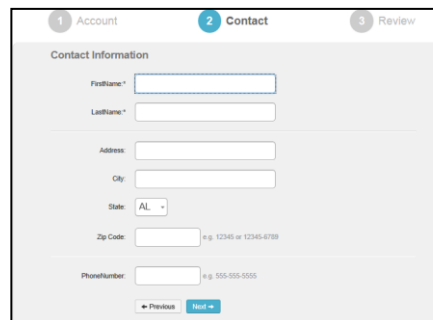 1 Account 2 Contact 3 Review
Contact Information
FirstName:*
LastName:*
Address:
City:
State: AL
Zip Code: e.g. 12345 or 12345-6789
PhoneNumber: e.g. 555-555-5555
← Previous Next →